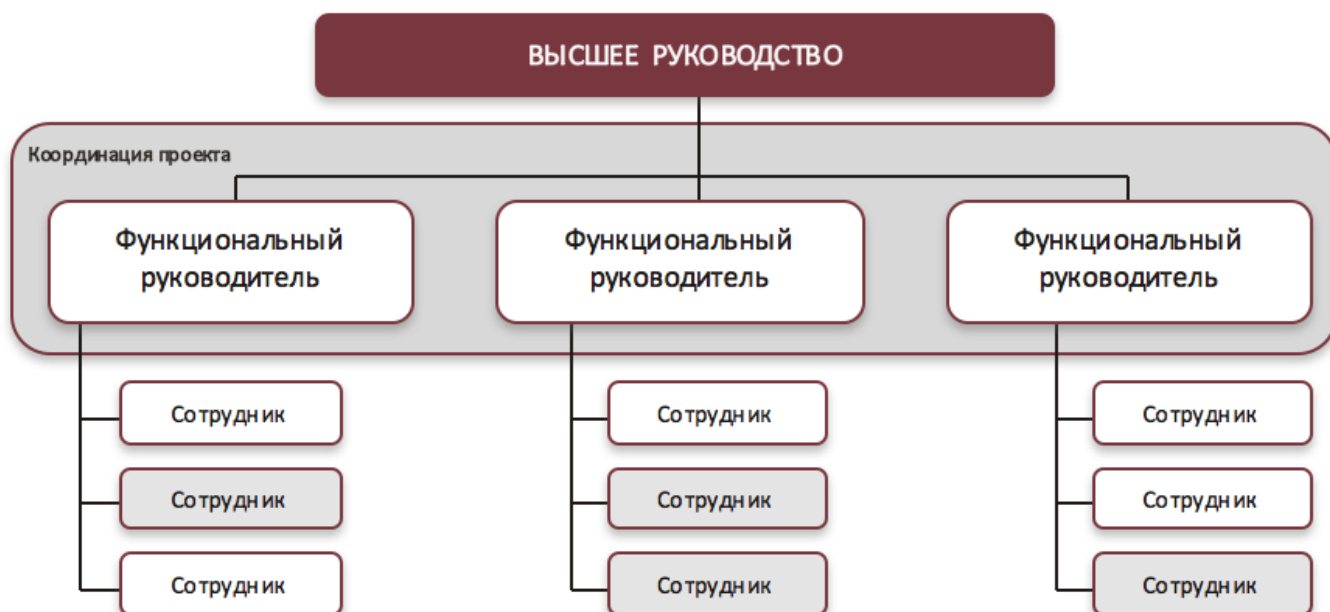 ВЫСШЕЕ РУКОВОДСТВО
Координация проекта
Функциональный
руководитель
Функциональный
руководитель
Функциональный
руководитель
Сотрудник
Сотрудник
Сотрудник
Сотрудник
Сотрудник
Сотрудник
Сотрудник
Сотрудник
Сотрудник